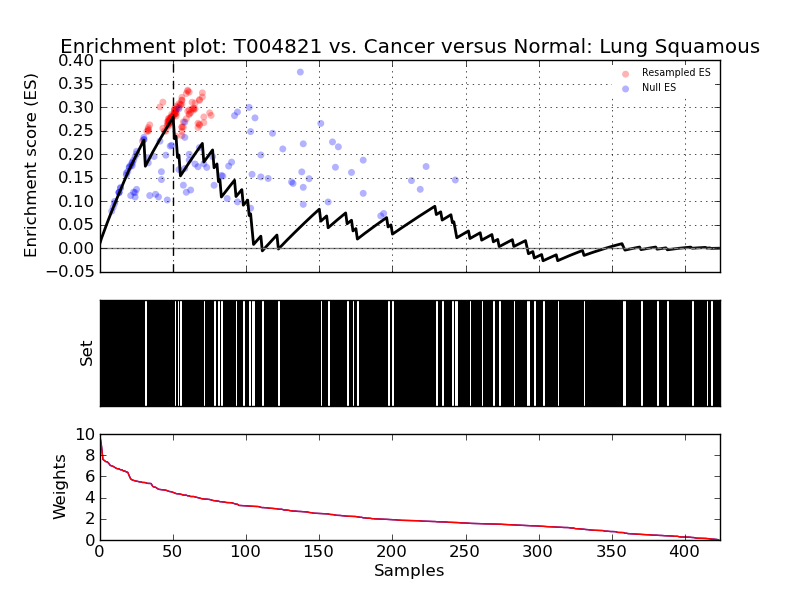 Enrichment plot: T004821 vs. Cancer versus Normal: Lung Squamous
0.40
0.35
0.30
0.25
0.20
0.15
0.10
0.05
0.00
−0.05
Enrichment score (ES)
Resampled ES
Null ES
Set
10
8
6
4
2
0
Weights
0 50 100 150 200 250 300 350 400
Samples